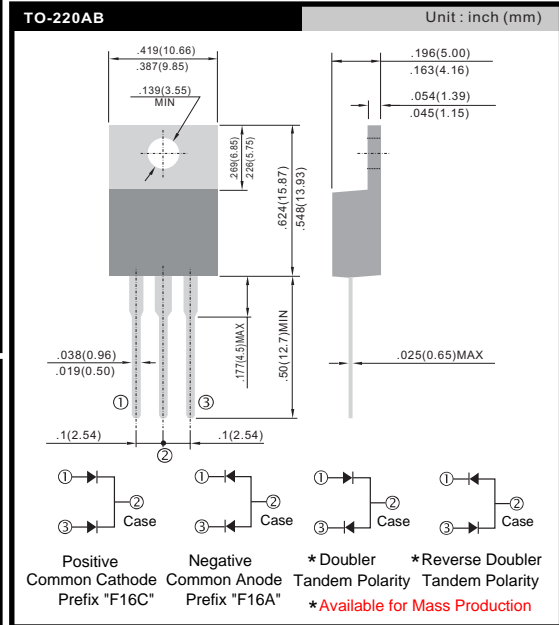 TO-220AB
Unit : inch (mm)
.419(10.66)
.387(9.85)
.139(3.55)
MIN
.269(6.85)
.226(5.75)
.624(15.87)
.548(13.93)
.196(5.00)
.163(4.16)
.054(1.39)
.045(1.15)
.038(0.96)
.019(0.50)
.177(4.5)MAX
.50(12.7)MIN
.025(0.65)MAX
①
③
.1(2.54)
②
.1(2.54)
①
②
Case
③
①
②
Case
③
①
②
Case
③
①
②
Case
③
Positive
Common Cathode
Prefix "F16C"
Negative
Common Anode
Prefix "F16A"
* Doubler
Tandem Polarity
* Reverse Doubler
Tandem Polarity
* Available for Mass Production